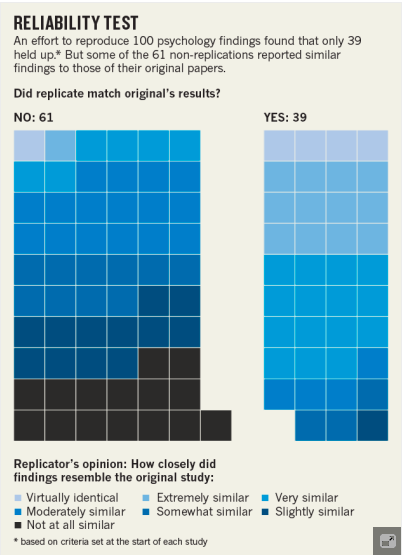 RELIABILITY TEST
An effort to reproduce 100 psychology findings found that only 39
held up.* But some of the 61 non-replications reported similar
findings to those of their original papers.
Did replicate match original's results?
NO: 61
YES: 39
Replicator's opinion: How closely did
findings resemble the original study:
Virtually identical Extremely similar Very similar
Moderately similar Somewhat similar Slightly similar
Not at all similar
* based on criteria set at the start of each study